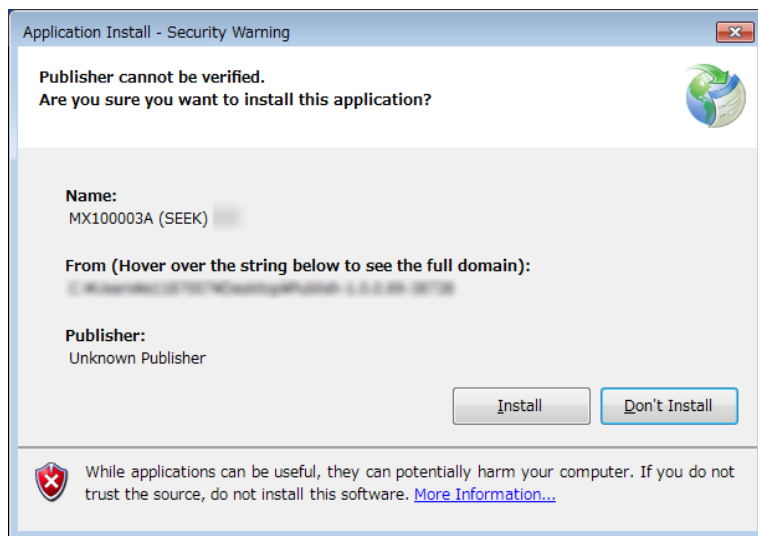 Application Install - Security Warning
Publisher cannot be verified.
Are you sure you want to install this application?
Name:
MX100003A (SEEK)
From (Hover over the string below to see the full domain):
Publisher:
Unknown Publisher
Install
Don't Install
While applications can be useful, they can potentially harm your computer. If you do not
trust the source, do not install this software. More Information...